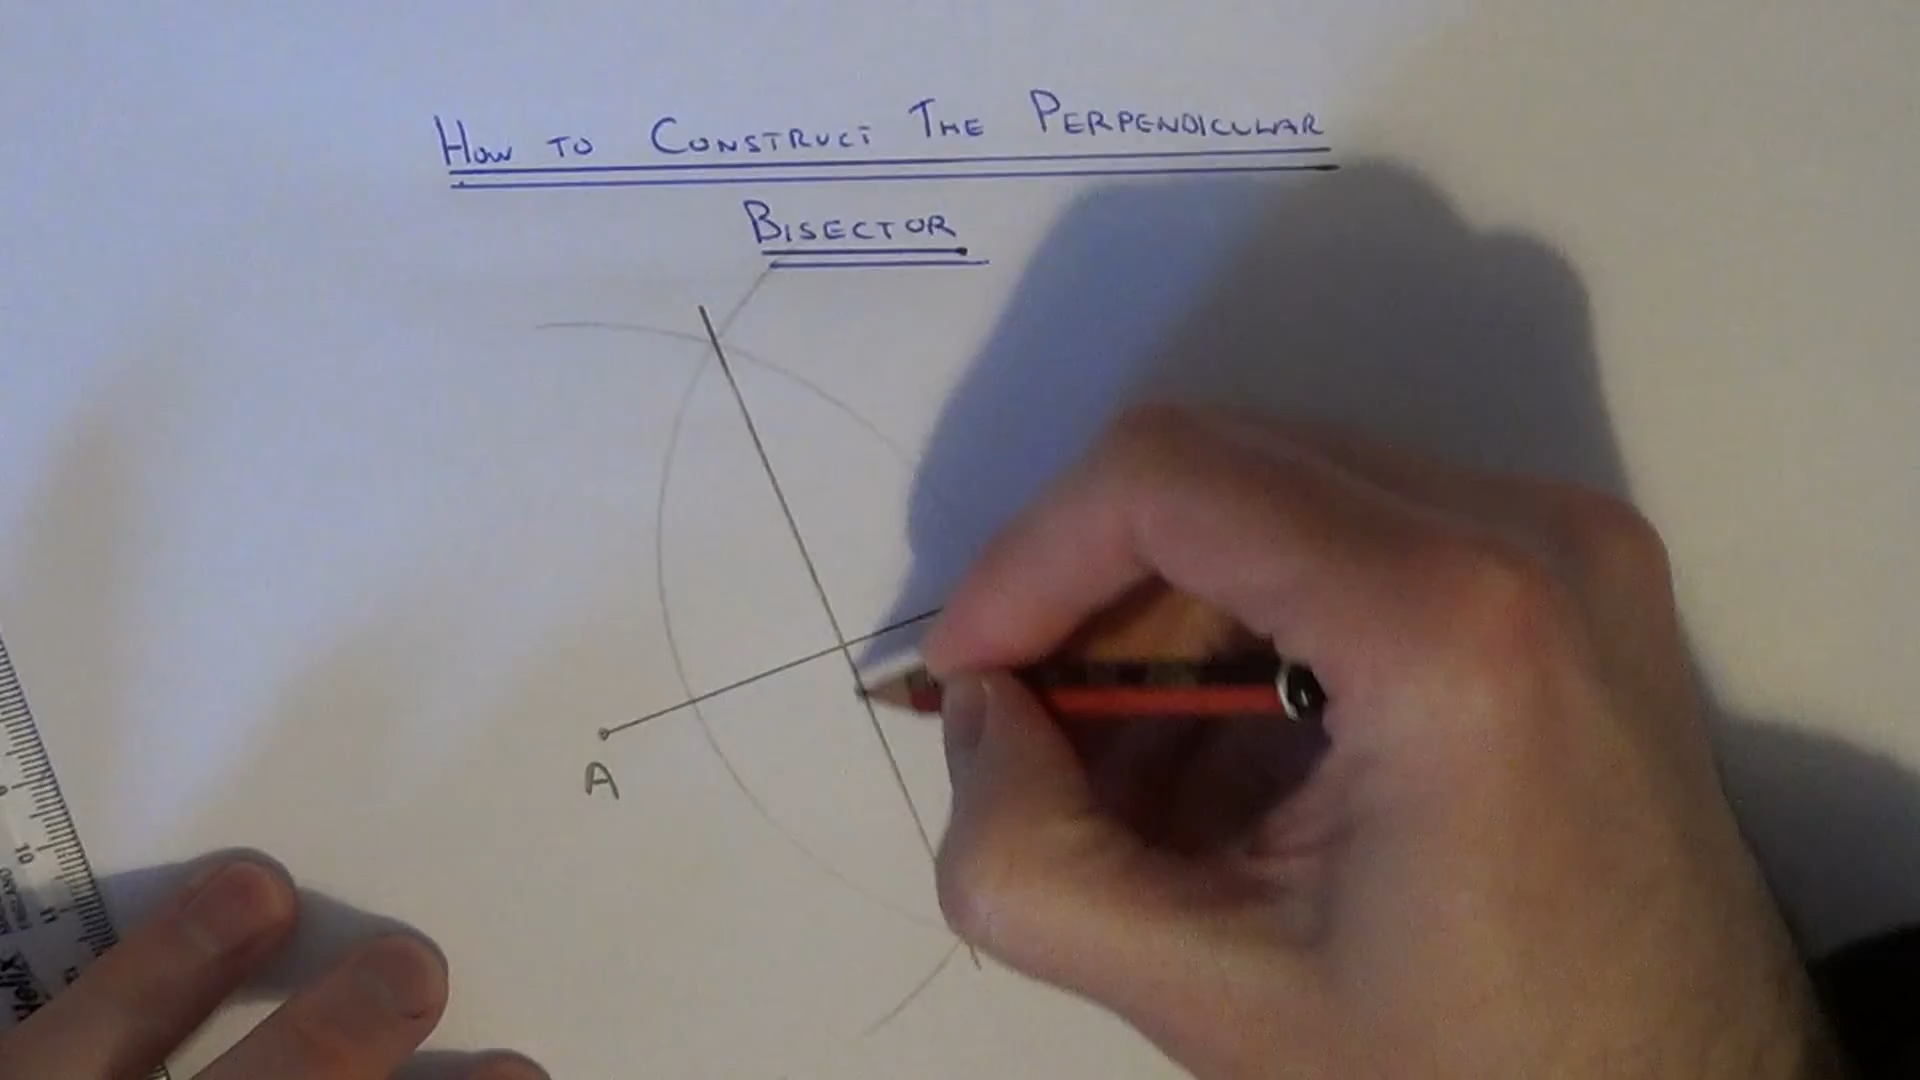 How to Construct The Perpendicular
Bisector
A